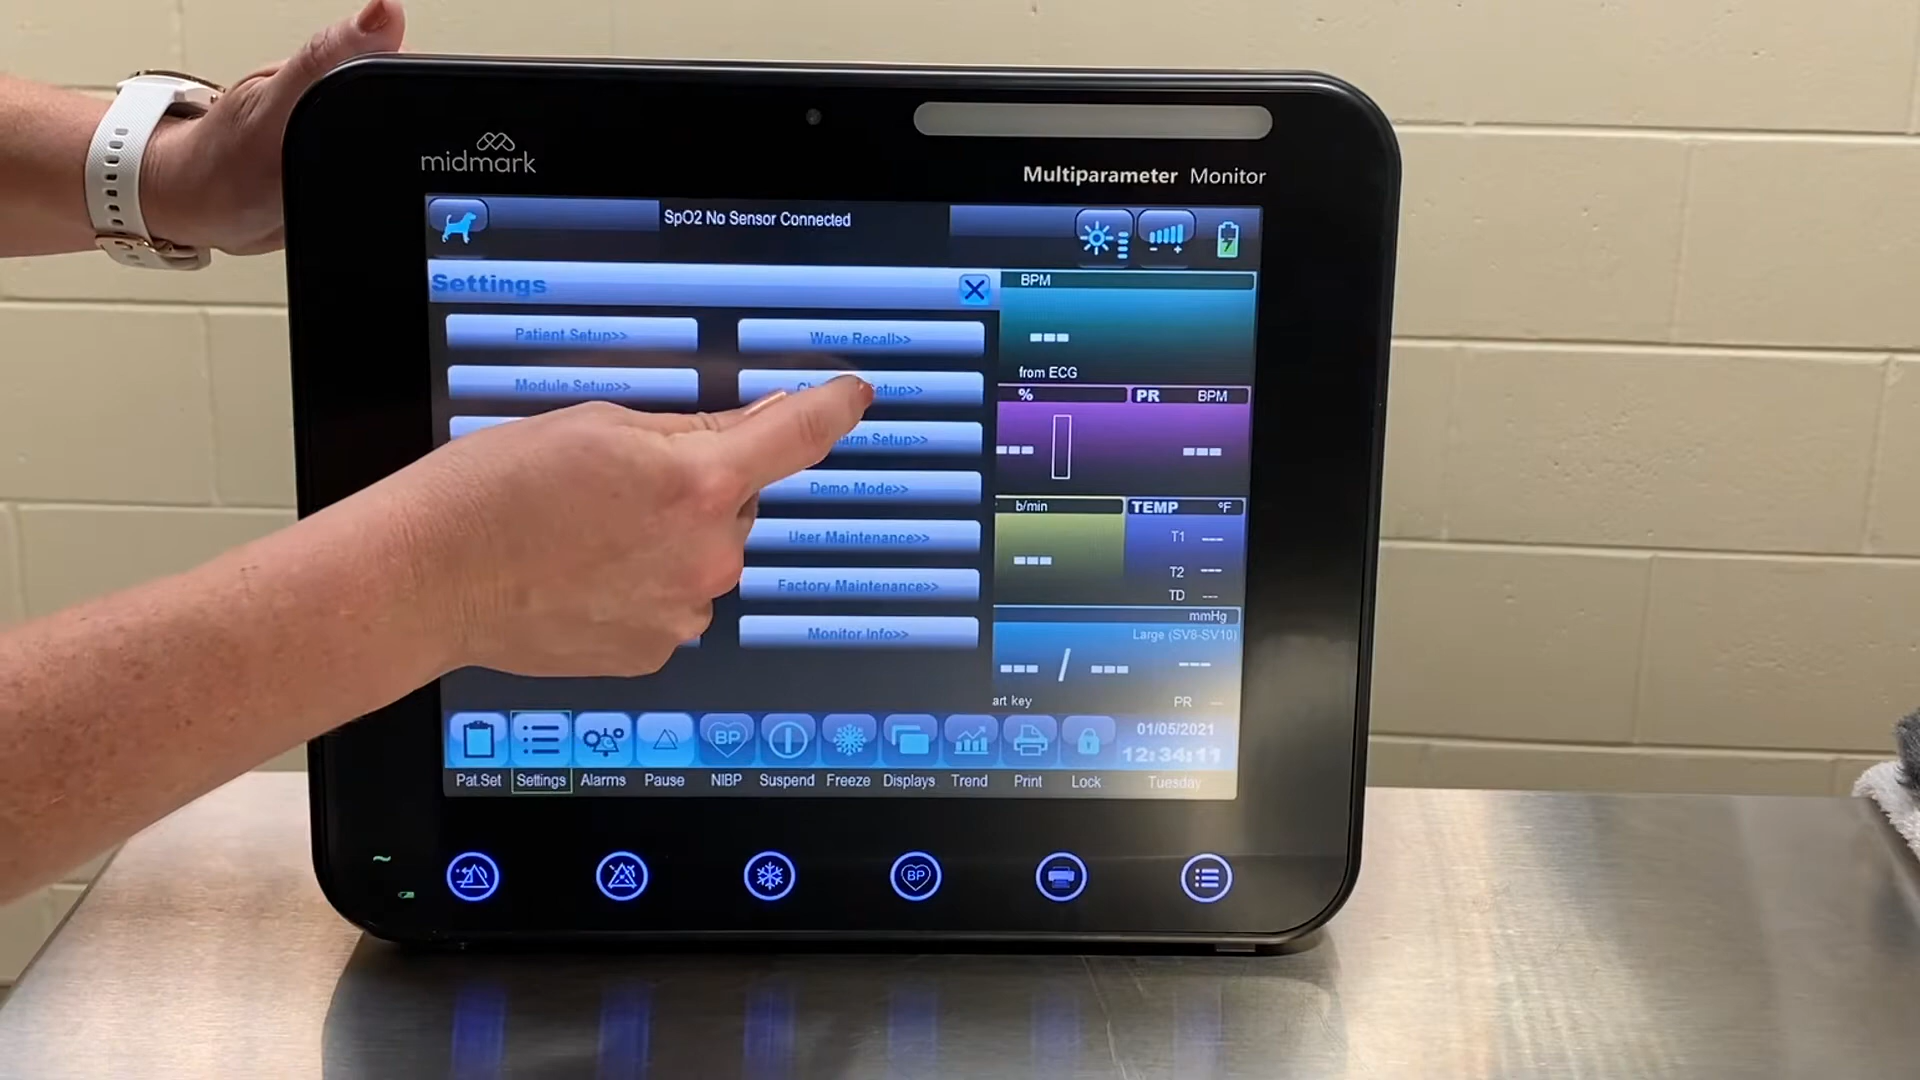 midmark
Multiparameter Monitor
SpO2 No Sensor Connected
Settings
Patient Setup>>
Wave Recall>>
Module Setup>>
Setup>>
Setup>>
Demo Mode>>
User Maintenance>>
Factory Maintenance>>
Monitor Info>>
BPM
---
from ECG
% PR BPM
--- ---
b/min TEMP °F
---
T1 ---
T2 ---
TD ---
mmHg
Large (SV8-SV10)
--- / --- ---
key PR --
BP
Pat.Set Settings Alarms Pause NIBP Suspend Freeze Displays Trend Print Lock
01/05/2021
12:34:11
Tuesday
BP